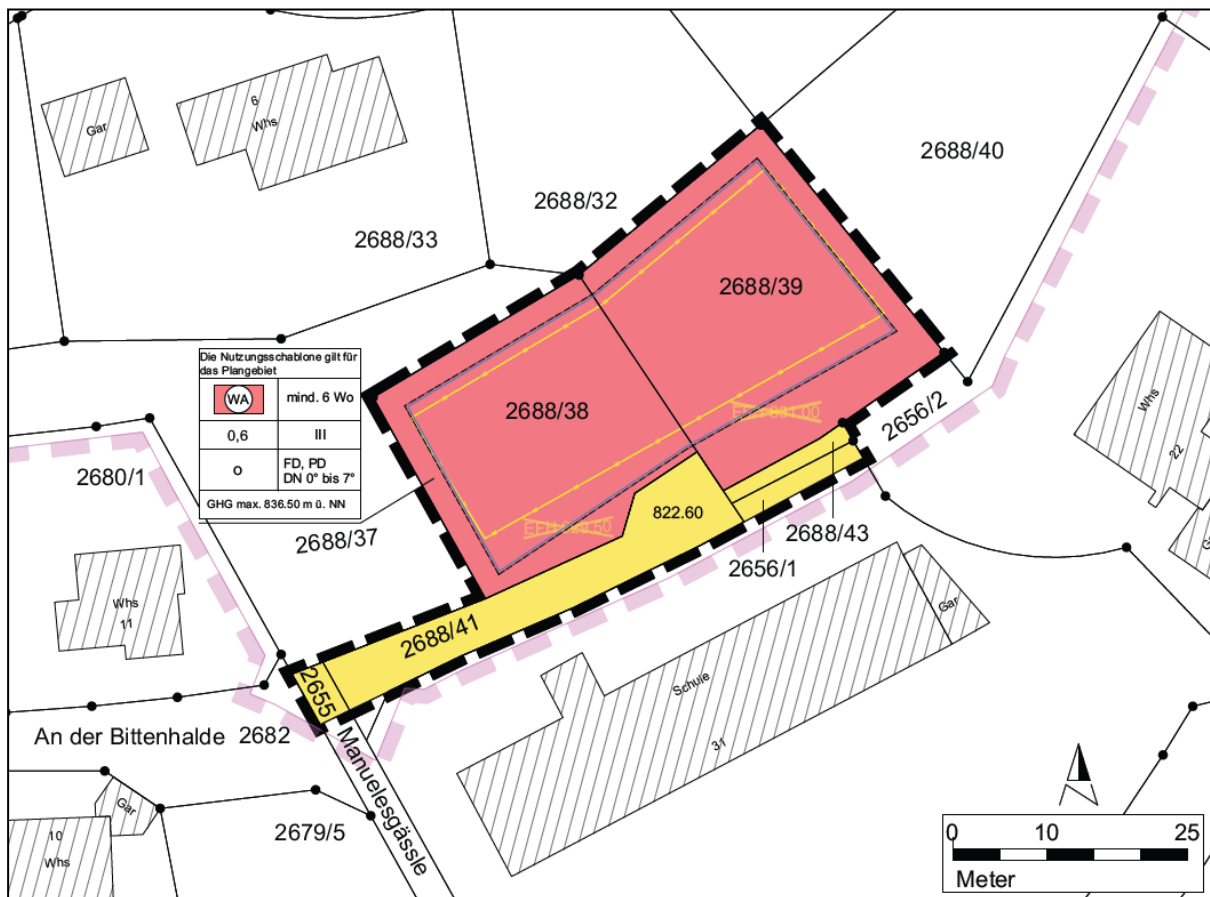 6
Whs
Gar
2688/40
2688/32
2688/33
2688/39
Die Nutzungsschablone gilt für
das Plangebiet
WA
mind. 6 Wo
0,6
III
o
FD, PD
DN 0° bis 7°
GHG max. 836.50 m ü. NN
2688/38
2656/2
Whs
22
2680/1
822.60
2688/37
2688/43
2656/1
Whs
11
Gar
2688/41
2655
Schule
31
An der Bittenhalde
2682
Manuelesgässle
Gar
2679/5
10
Whs
0
10
25
Meter